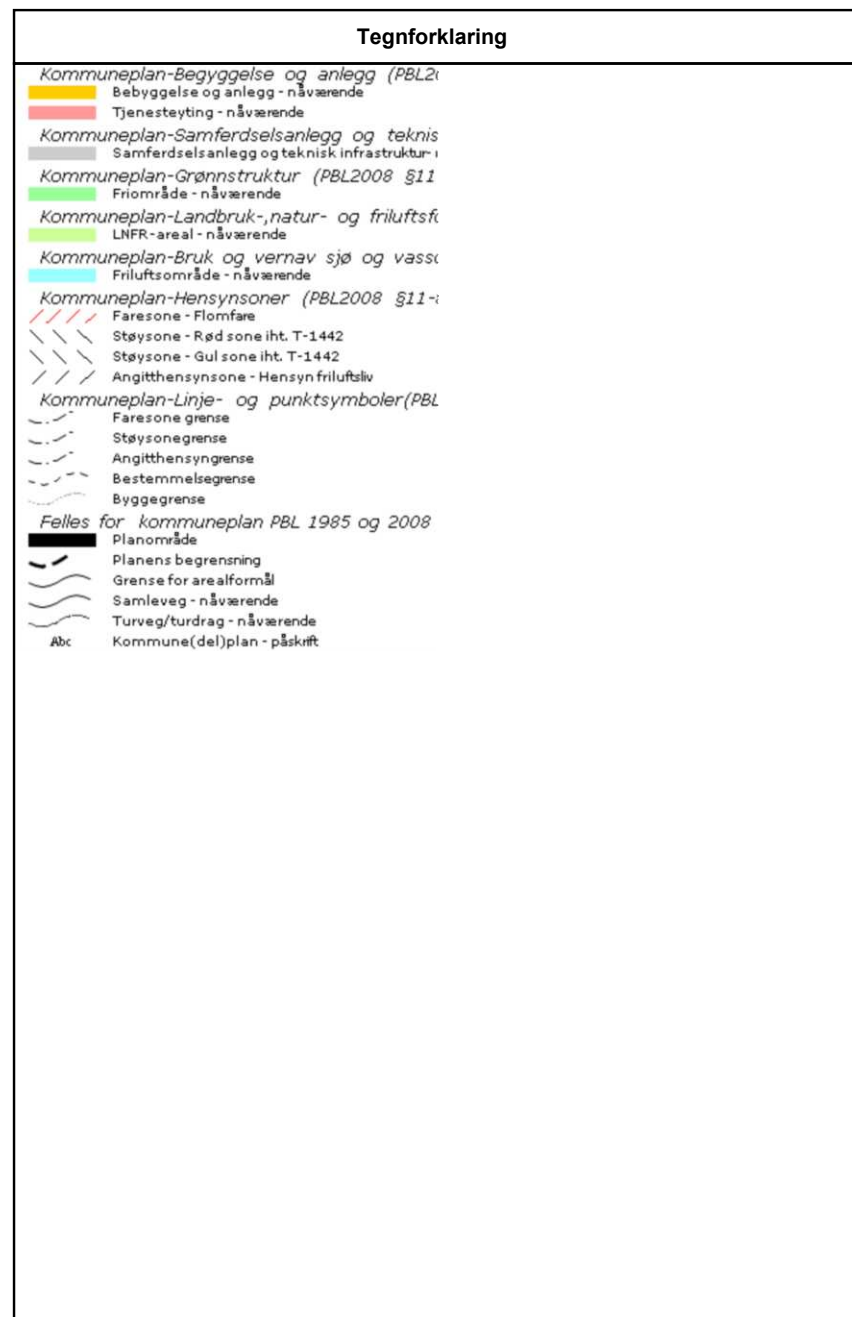 Tegnforklaring
Kommuneplan-Begyggelse og anlegg (PBL20
Bebyggelse og anlegg - nåværende
Tjenesteyting - nåværende
Kommuneplan-Samferdselsanlegg og teknis
Samferdselsanlegg og teknisk infrastruktur-
Kommuneplan-Grønnstruktur (PBL2008 §11
Friområde - nåværende
Kommuneplan-Landbruk-,natur- og friluftsfo
LNFR-areal - nåværende
Kommuneplan-Bruk og vernav sjø og vassd
Friluftsområde - nåværende
Kommuneplan-Hensynsoner (PBL2008 §11-8
Faresone - Flomfare
Støysone - Rød sone iht. T-1442
Støysone - Gul sone iht. T-1442
Angitthensynsone - Hensyn friluftsliv
Kommuneplan-Linje- og punktsymboler(PBL
Faresone grense
Støysonegrense
Angitthensyngrense
Bestemmelsegrense
Byggegrense
Felles for kommuneplan PBL 1985 og 2008
Planområde
Planens begrensning
Grense for arealformål
Samleveg - nåværende
Turveg/turdrag - nåværende
Abc Kommune(del)plan - påskrift